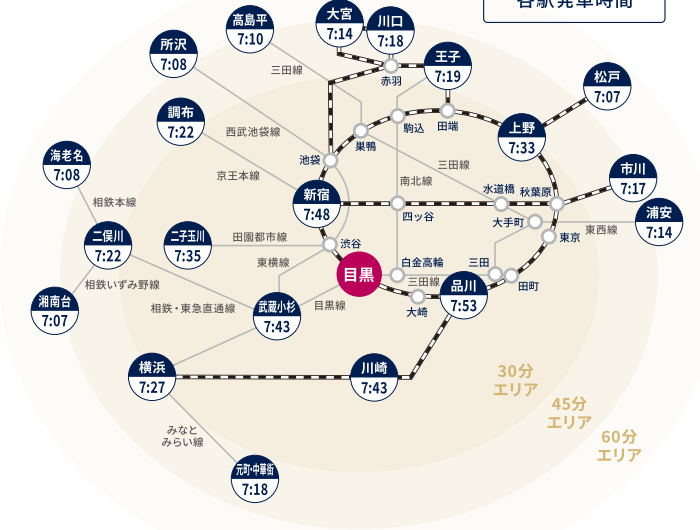 各駅発車時間
大宮
7:14
川口
7:18
高島平
7:10
所沢
7:08
王子
7:19
三田線
赤羽
松戸
7:07
調布
7:22
西武池袋線
巣鴨
駒込
田端
上野
7:33
海老名
7:08
池袋
三田線
京王本線
南北線
新宿
7:48
水道橋
秋葉原
市川
7:17
相鉄本線
四ッ谷
大手町
浦安
7:14
東西線
東京
二俣川
7:22
二子玉川
7:35
田園都市線
渋谷
東横線
目黒
白金高輪
三田
三田線
田町
相鉄いずみ野線
湘南台
7:07
相鉄・東急直通線
武蔵小杉
7:43
目黒線
大崎
品川
7:53
横浜
7:27
川崎
7:43
30分
エリア
45分
エリア
60分
エリア
みなと
みらい線
元町・中華街
7:18